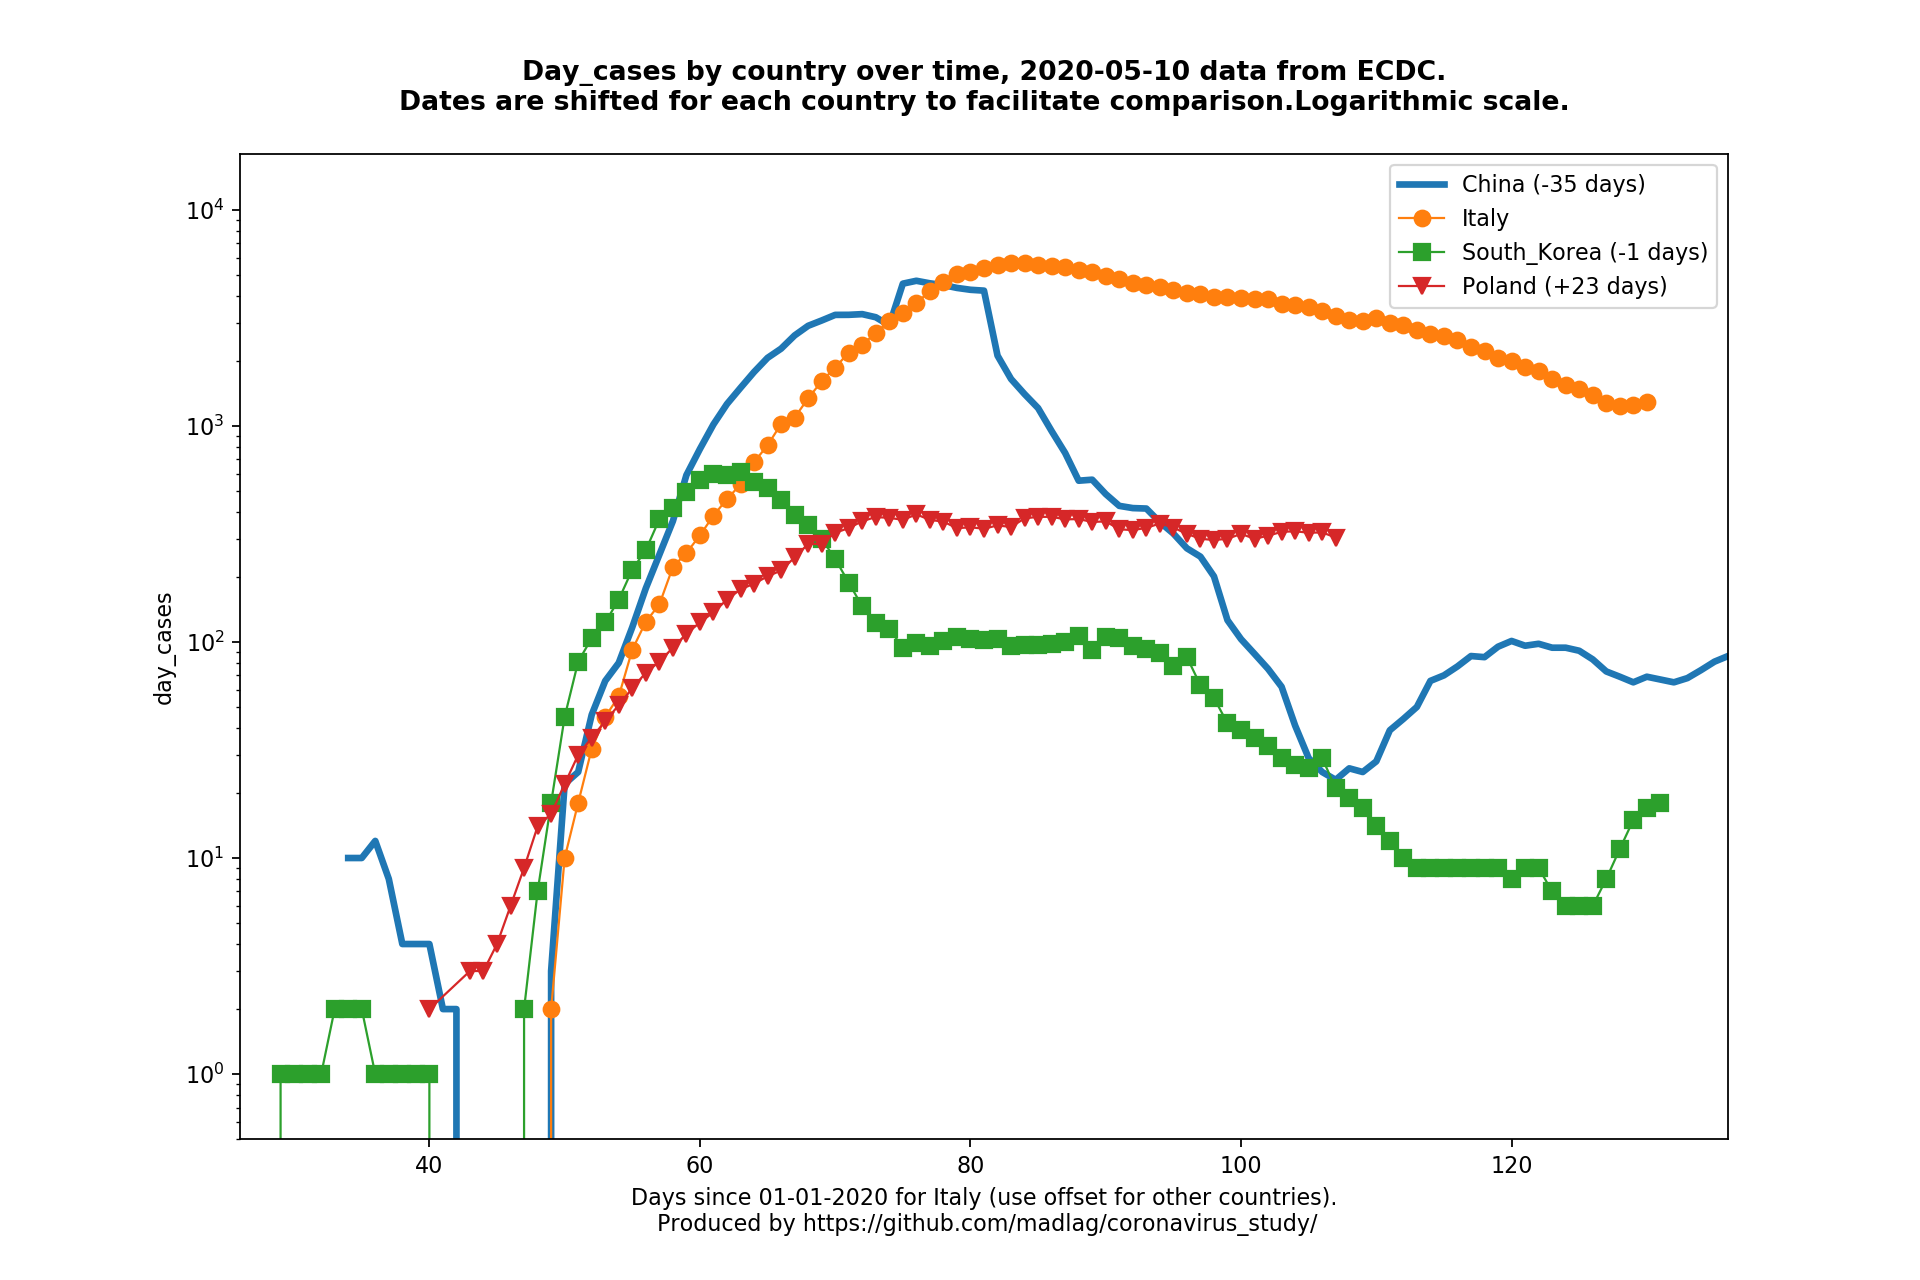 Day_cases by country over time, 2020-05-10 data from ECDC.
Dates are shifted for each country to facilitate comparison.Logarithmic scale.
China (-35 days)
Italy
South_Korea (-1 days)
Poland (+23 days)
10^4
10^3
10^2
10^1
10^0
day_cases
40 60 80 100 120
Days since 01-01-2020 for Italy (use offset for other countries).
Produced by https://github.com/madlag/coronavirus_study/